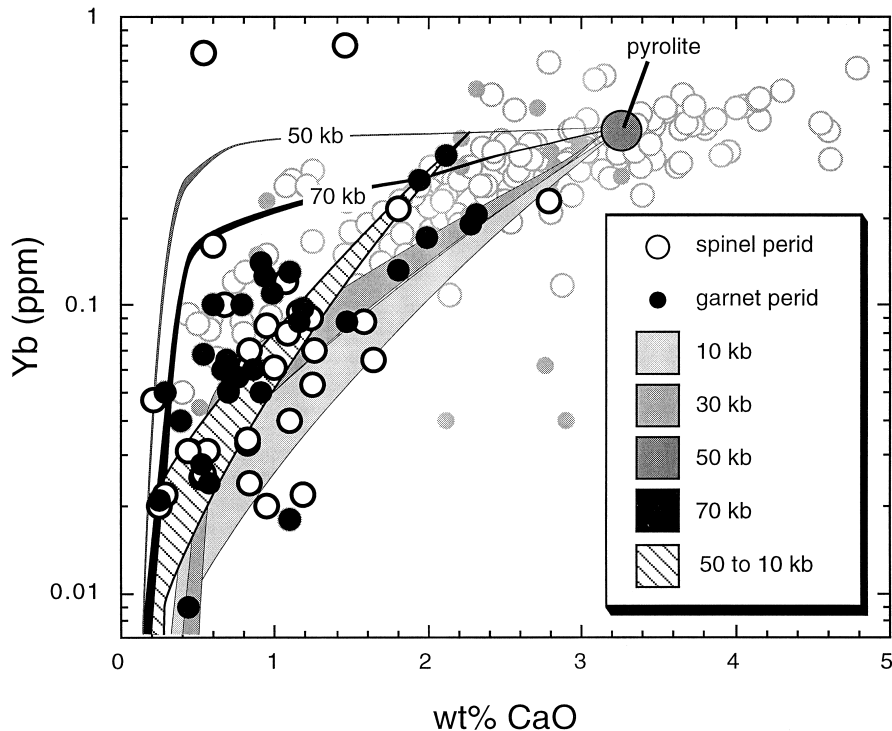 1
pyrolite
50 kb
70 kb
spinel perid
garnet perid
10 kb
30 kb
50 kb
70 kb
50 to 10 kb
0.1
0.01
Yb (ppm)
0 1 2 3 4 5
wt% CaO